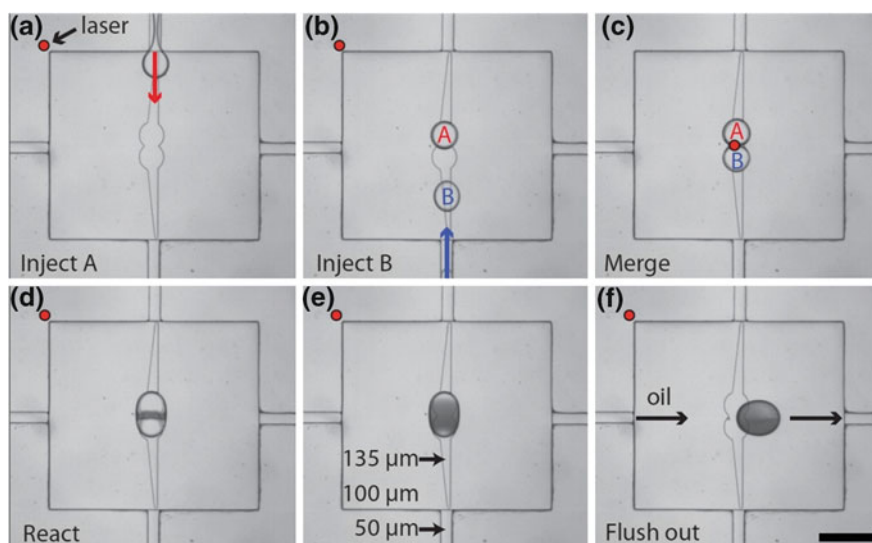 (a) laser
Inject A
(b)
A
B
Inject B
(c)
A
B
Merge
(d)
React
(e)
135 µm
100 µm
50 µm
(f)
oil
Flush out